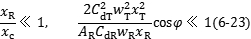 x_R/x_c ≪ 1, 2C_dT^2 w_T^2 x_T^2 / A_R C_dR w_R x_R cosφ ≪ 1(6-23)